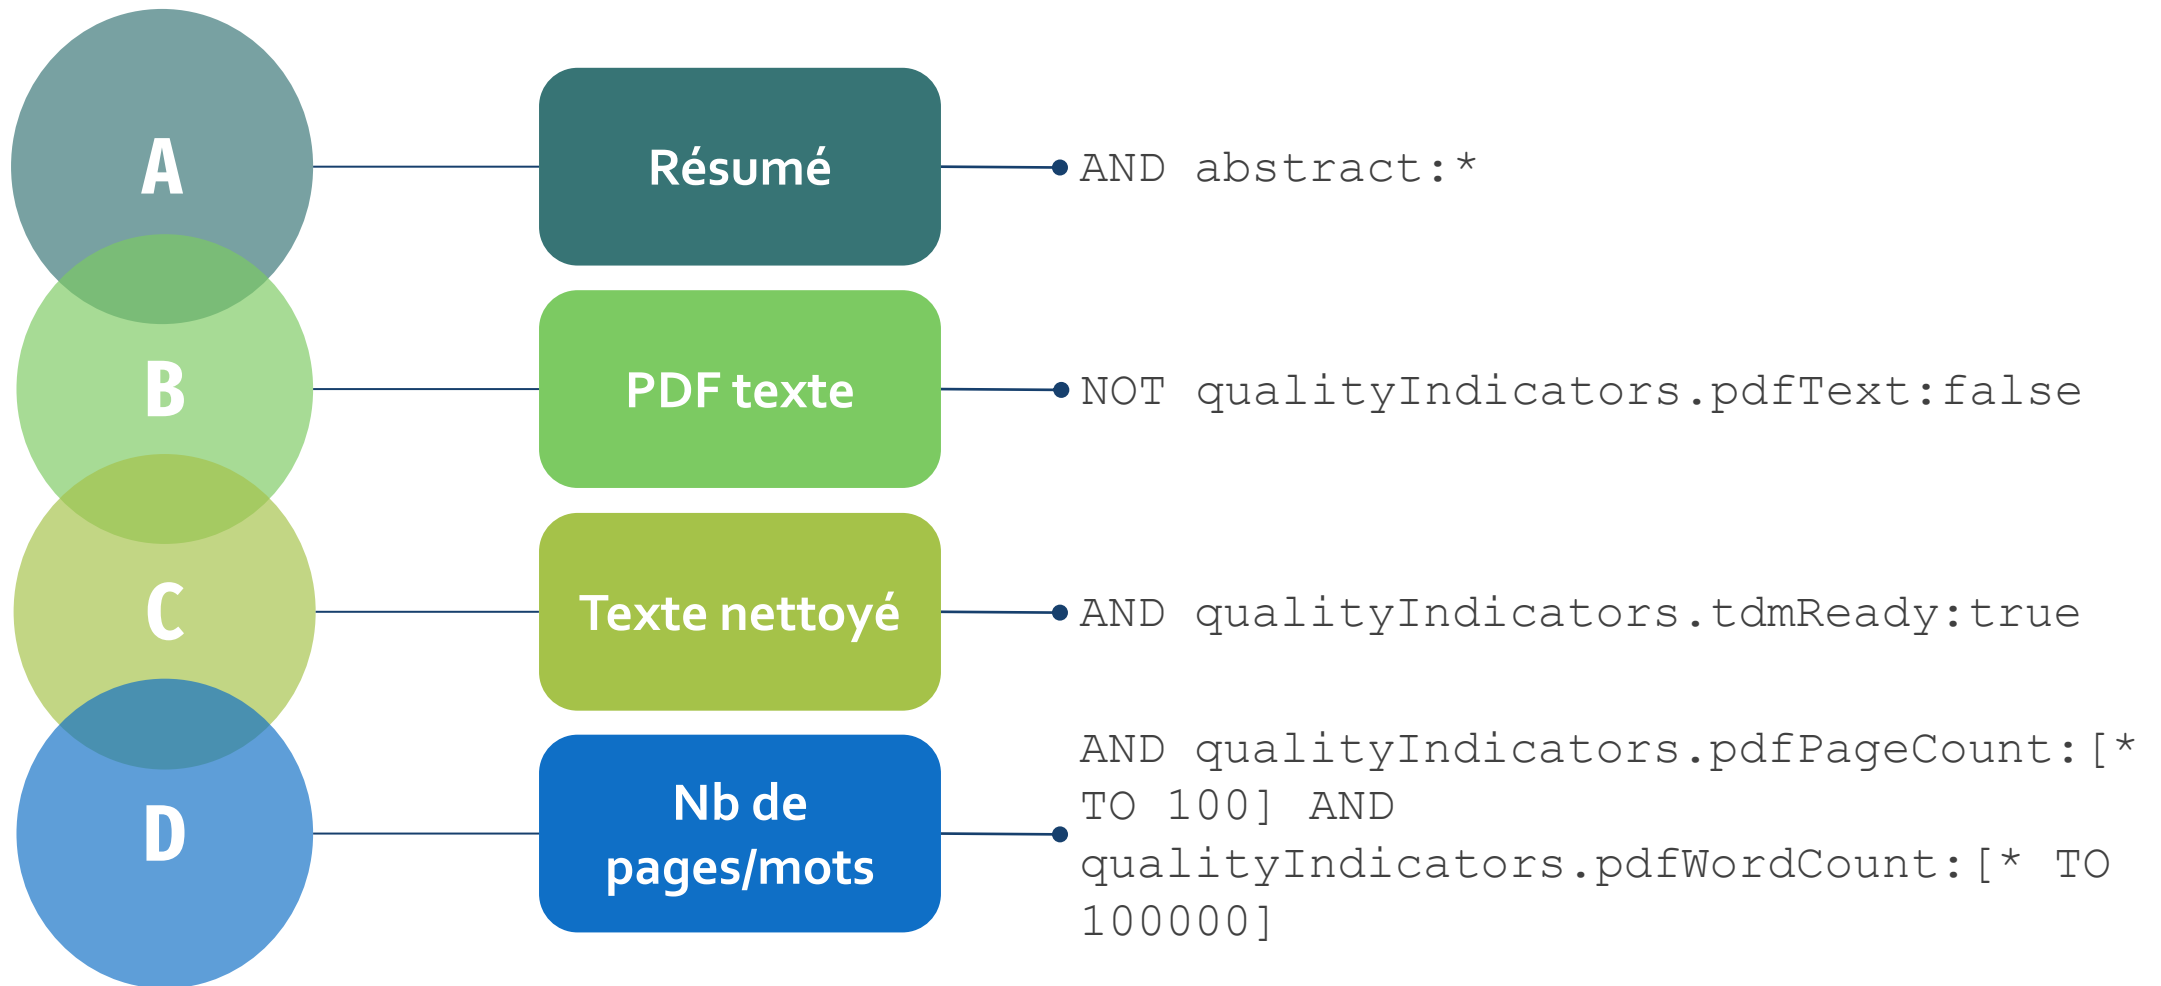 A
Résumé
AND abstract:*
B
PDF texte
NOT qualityIndicators.pdfText:false
C
Texte nettoyé
AND qualityIndicators.tdmReady:true
D
Nb de
pages/mots
AND qualityIndicators.pdfPageCount:[*
TO 100] AND
qualityIndicators.pdfWordCount:[* TO
100000]